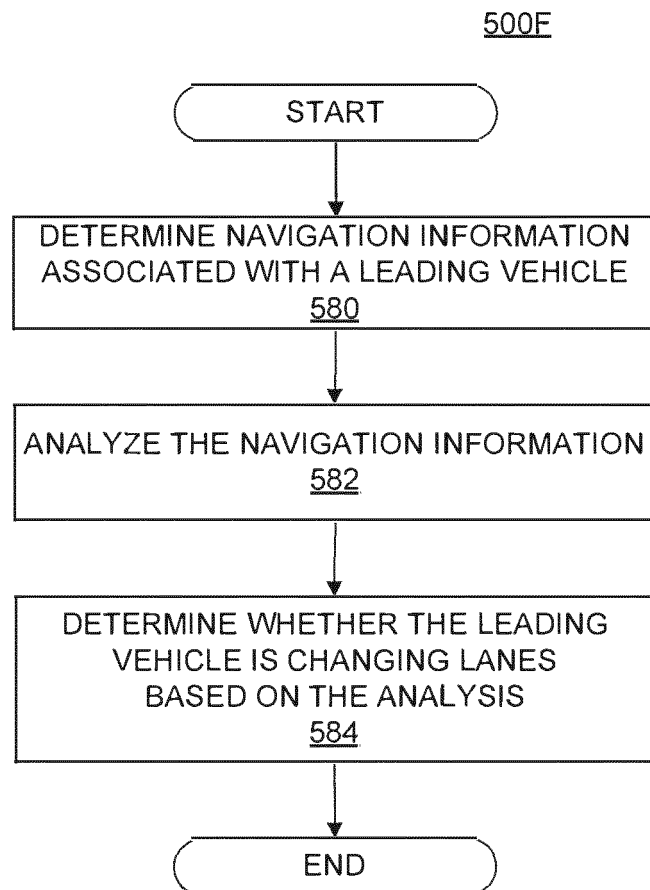 500F
START
DETERMINE NAVIGATION INFORMATION
ASSOCIATED WITH A LEADING VEHICLE
580
ANALYZE THE NAVIGATION INFORMATION
582
DETERMINE WHETHER THE LEADING
VEHICLE IS CHANGING LANES
BASED ON THE ANALYSIS
584
END